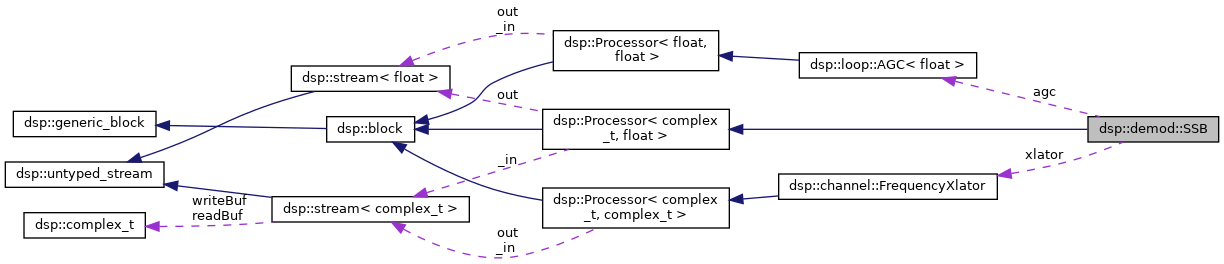 out
_in
dsp::Processor< float,
float >
dsp::loop::AGC< float >
dsp::stream< float >
agc
out
dsp::generic_block
dsp::block
dsp::Processor< complex
_t, float >
dsp::demod::SSB
_in
xlator
dsp::untyped_stream
dsp::channel::FrequencyXlator
writeBuf
readBuf
dsp::stream< complex_t >
dsp::Processor< complex
_t, complex_t >
dsp::complex_t
out
_in